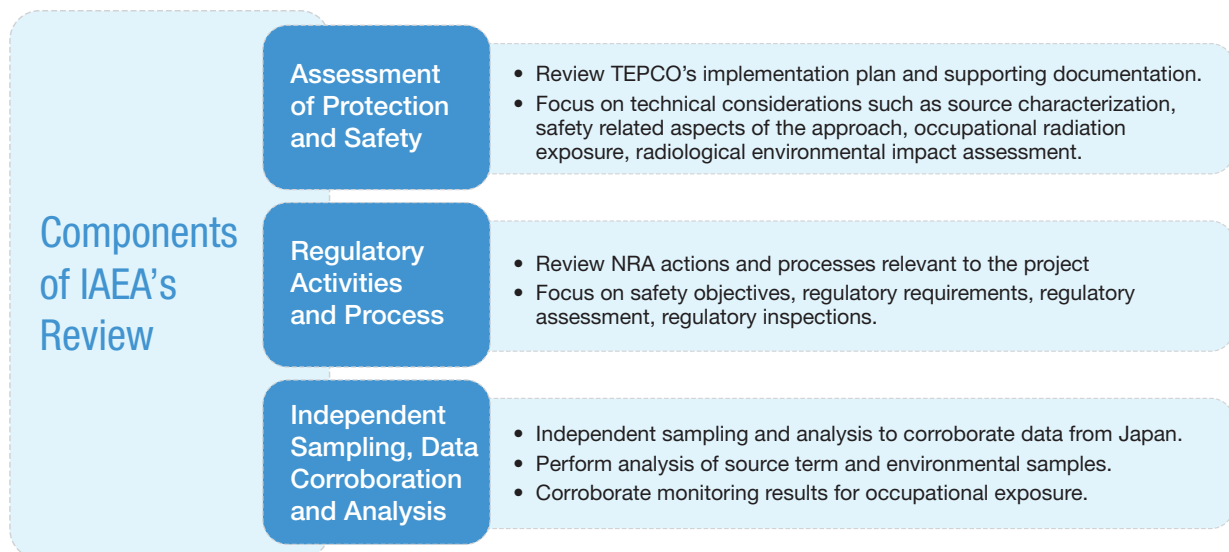 Components
of IAEA's
Review
Assessment
of Protection
and Safety
• Review TEPCO's implementation plan and supporting documentation.
• Focus on technical considerations such as source characterization,
safety related aspects of the approach, occupational radiation
exposure, radiological environmental impact assessment.
Regulatory
Activities
and Process
• Review NRA actions and processes relevant to the project
• Focus on safety objectives, regulatory requirements, regulatory
assessment, regulatory inspections.
Independent
Sampling, Data
Corroboration
and Analysis
• Independent sampling and analysis to corroborate data from Japan.
• Perform analysis of source term and environmental samples.
• Corroborate monitoring results for occupational exposure.